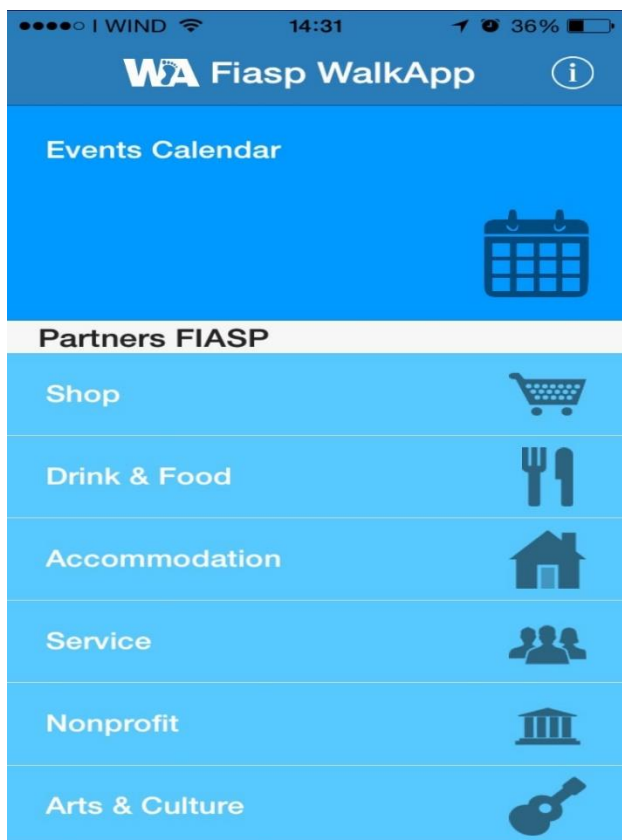 I WIND 14:31 36%
WA Fiasp WalkApp i
Events Calendar
Partners FIASP
Shop
Drink & Food
Accommodation
Service
Nonprofit
Arts & Culture